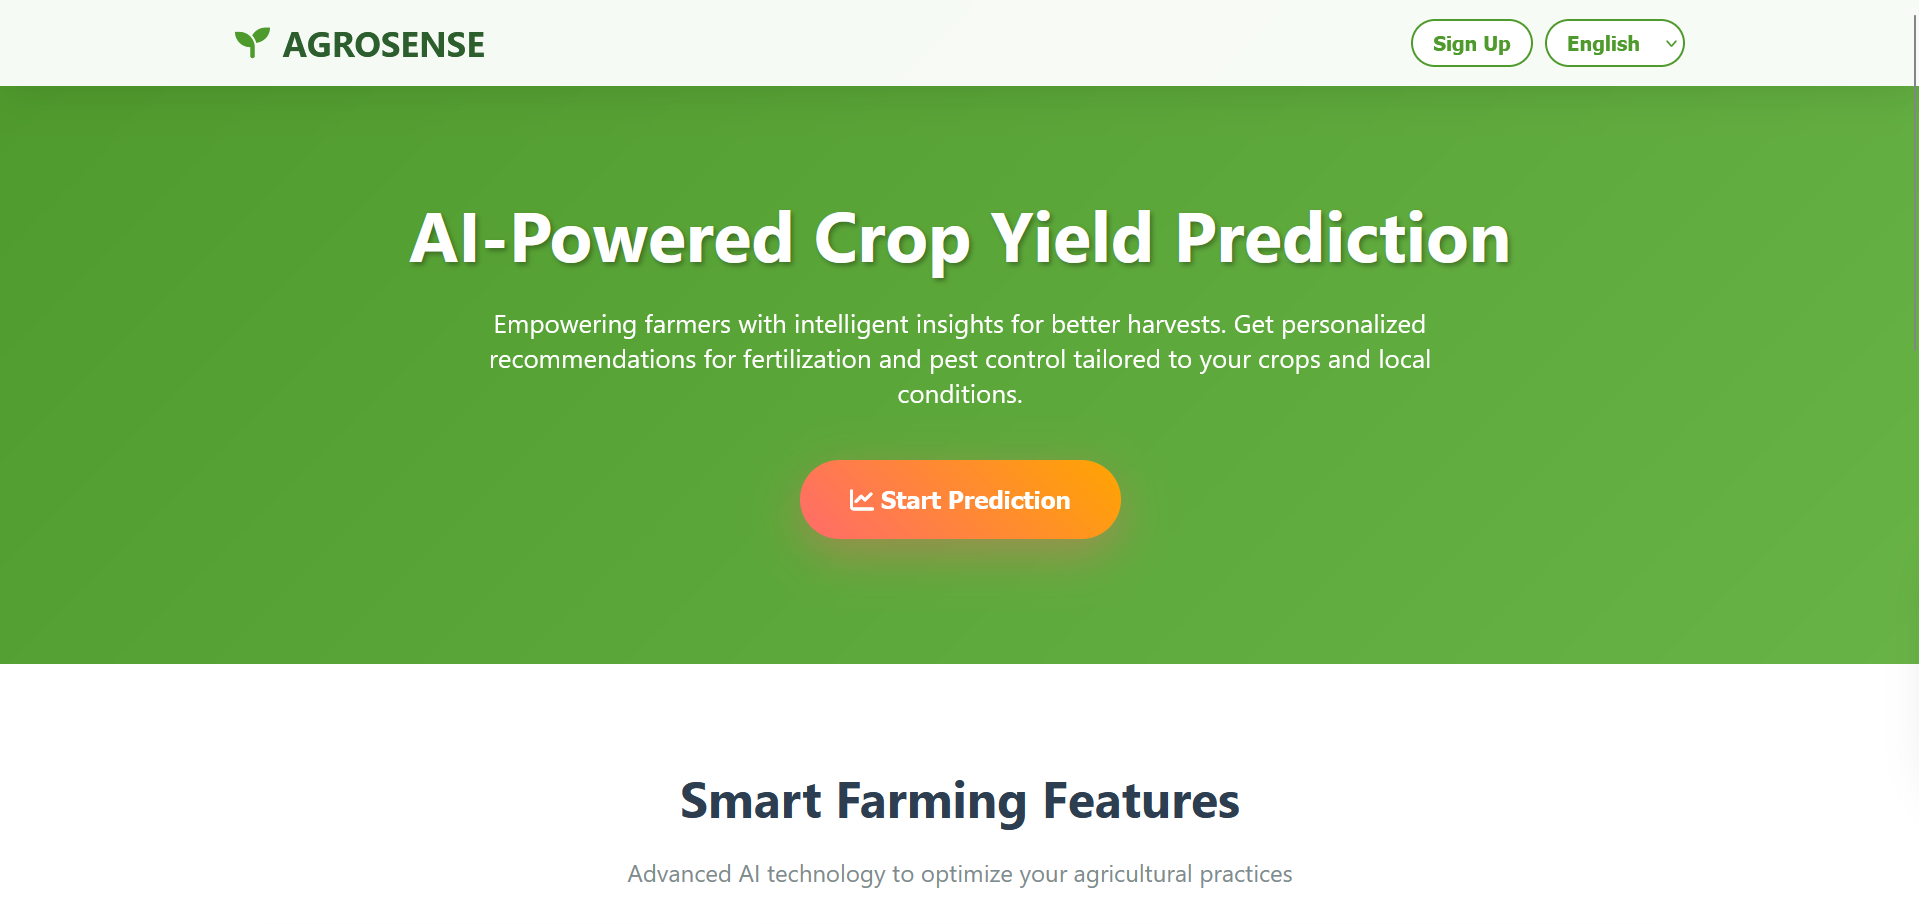 AGROSENSE
Sign Up
English
AI-Powered Crop Yield Prediction
Empowering farmers with intelligent insights for better harvests. Get personalized
recommendations for fertilization and pest control tailored to your crops and local
conditions.
Start Prediction
Smart Farming Features
Advanced AI technology to optimize your agricultural practices